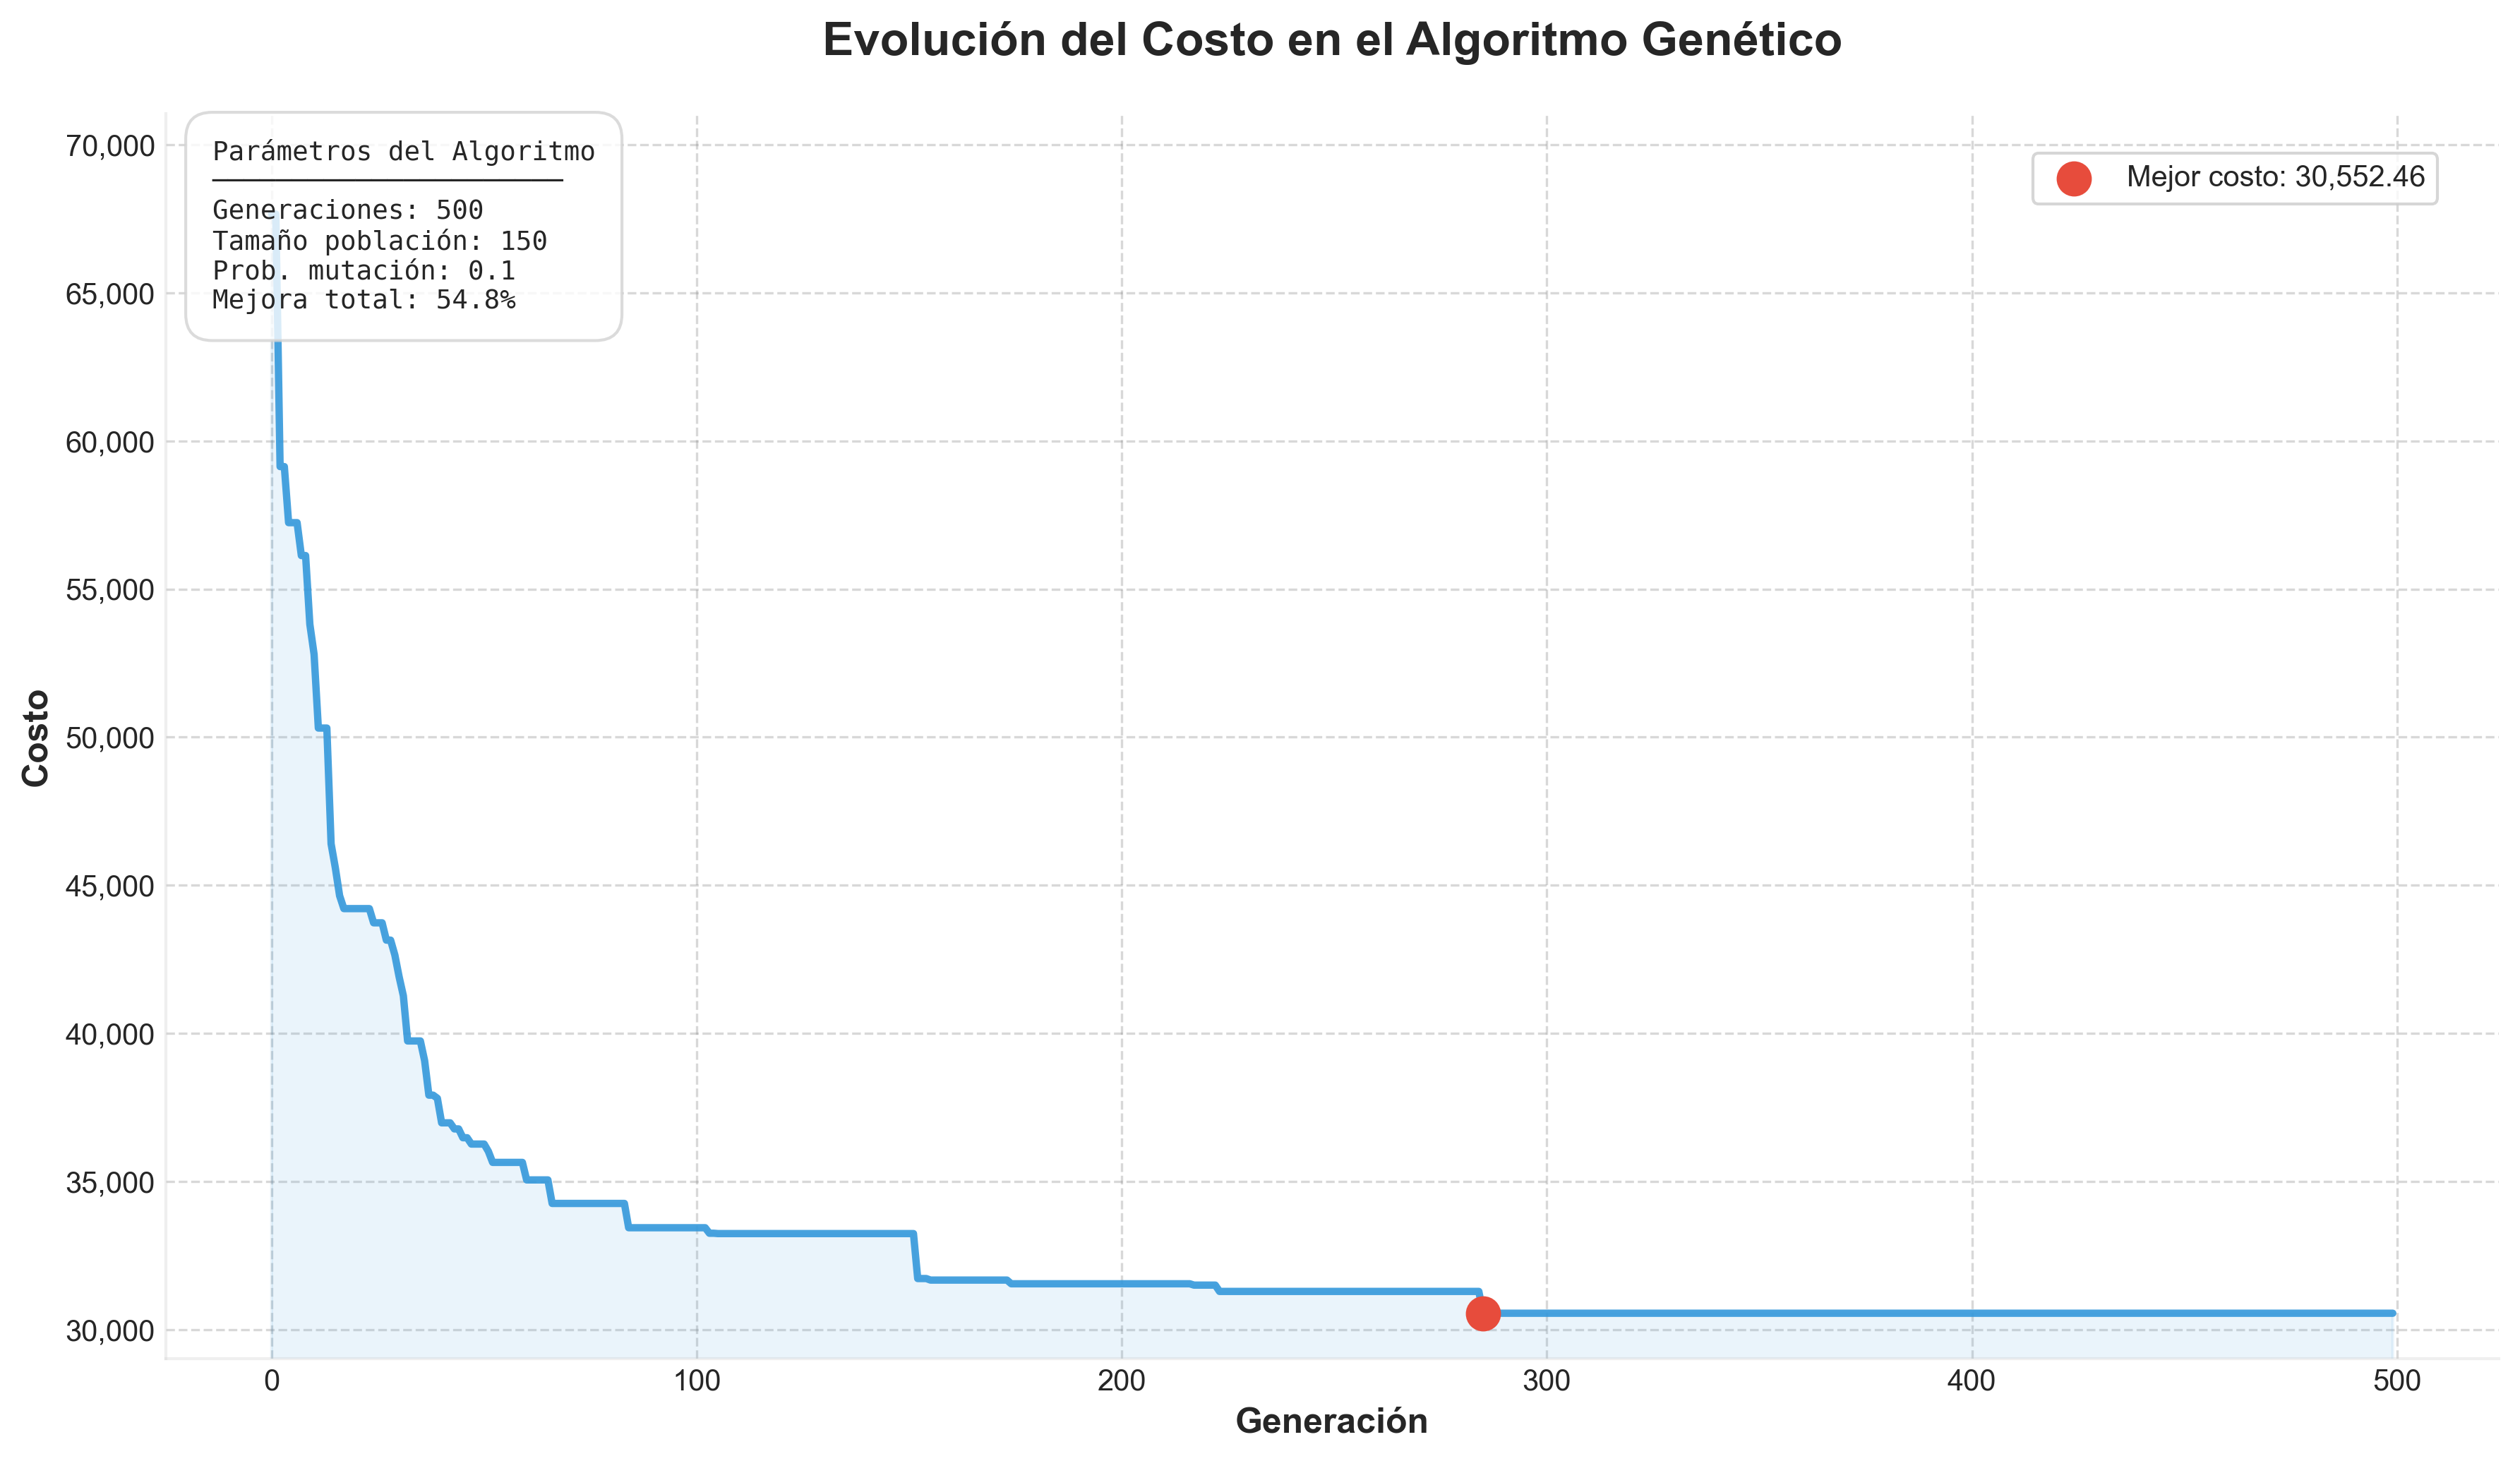 Evolución del Costo en el Algoritmo Genético
Parámetros del Algoritmo
Generaciones: 500
Tamaño población: 150
Prob. mutación: 0.1
Mejora total: 54.8%
Mejor costo: 30,552.46
Costo
70,000
65,000
60,000
55,000
50,000
45,000
40,000
35,000
30,000
0 100 200 300 400 500
Generación